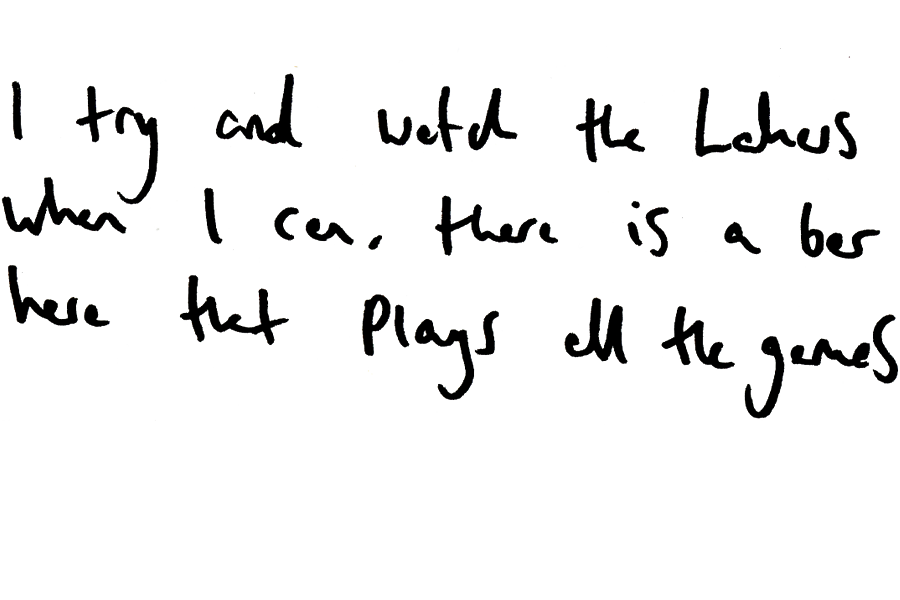 I try and watch the Lakers
when I can, there is a bar
here that plays all the games